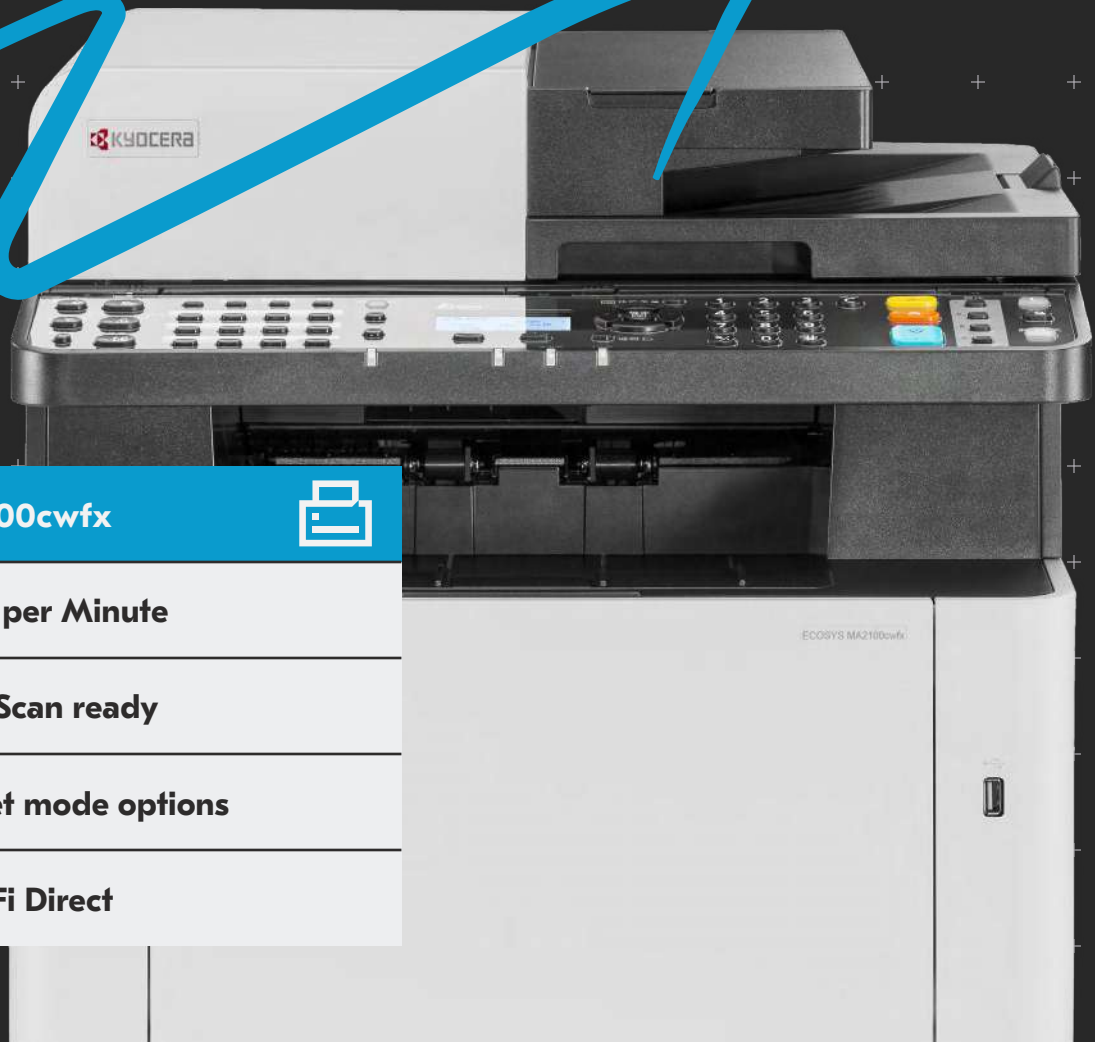 KYOCERA
00cwfx
per Minute
Scan ready
ECOSYS MA2100cwfx
et mode options
Fi Direct